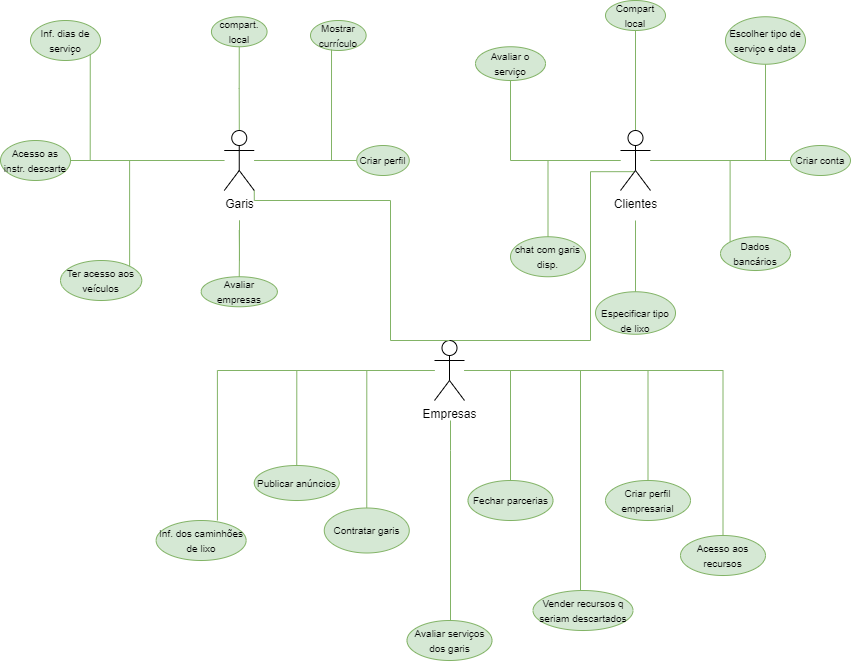 Inf. dias de
serviço
compart.
local
Mostrar
currículo
Acesso as
instr. descarte
Criar perfil
Garis
Ter acesso aos
veículos
Avaliar
empresas
Compart
local
Avaliar o
serviço
Escolher tipo de
serviço e data
Criar conta
Clientes
chat com garis
disp.
Dados
bancários
Especificar tipo
de lixo
Empresas
Publicar anúncios
Inf. dos caminhões
de lixo
Contratar garis
Fechar parcerias
Criar perfil
empresarial
Acesso aos
recursos
Vender recursos q
seriam descartados
Avaliar serviços
dos garis